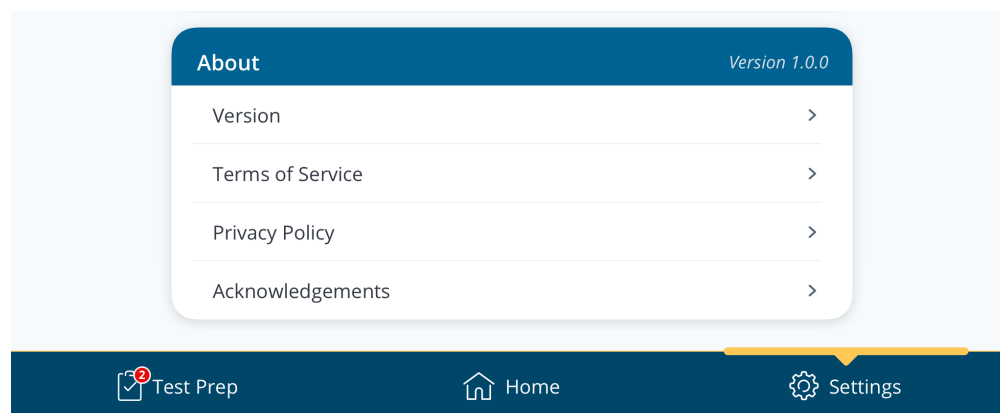 About Version 1.0.0
Version
Terms of Service
Privacy Policy
Acknowledgements
2 Test Prep Home Settings